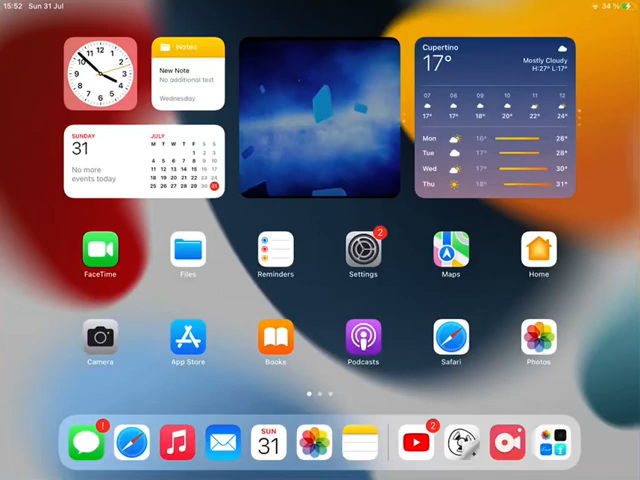 15:52 Sun 31 Jul
34 %
Notes
New Note
No additional text
Wednesday
Cupertino
17°
Mostly Cloudy
H:27° L:17°
07 08 09 10 11 12
17° 17° 18° 20° 22° 24°
Mon 16° 26°
Tue 17° 28°
Wed 17° 30°
Thu 18° 31°
SUNDAY
31
No more
events today
JULY
M T W T F S S
1 2 3
4 5 6 7 8 9 10
11 12 13 14 15 16 17
18 19 20 21 22 23 24
25 26 27 28 29 30 31
FaceTime
Files
Reminders
2
Settings
Maps
Home
Camera
App Store
Books
Podcasts
Safari
Photos
!
SUN
31
2